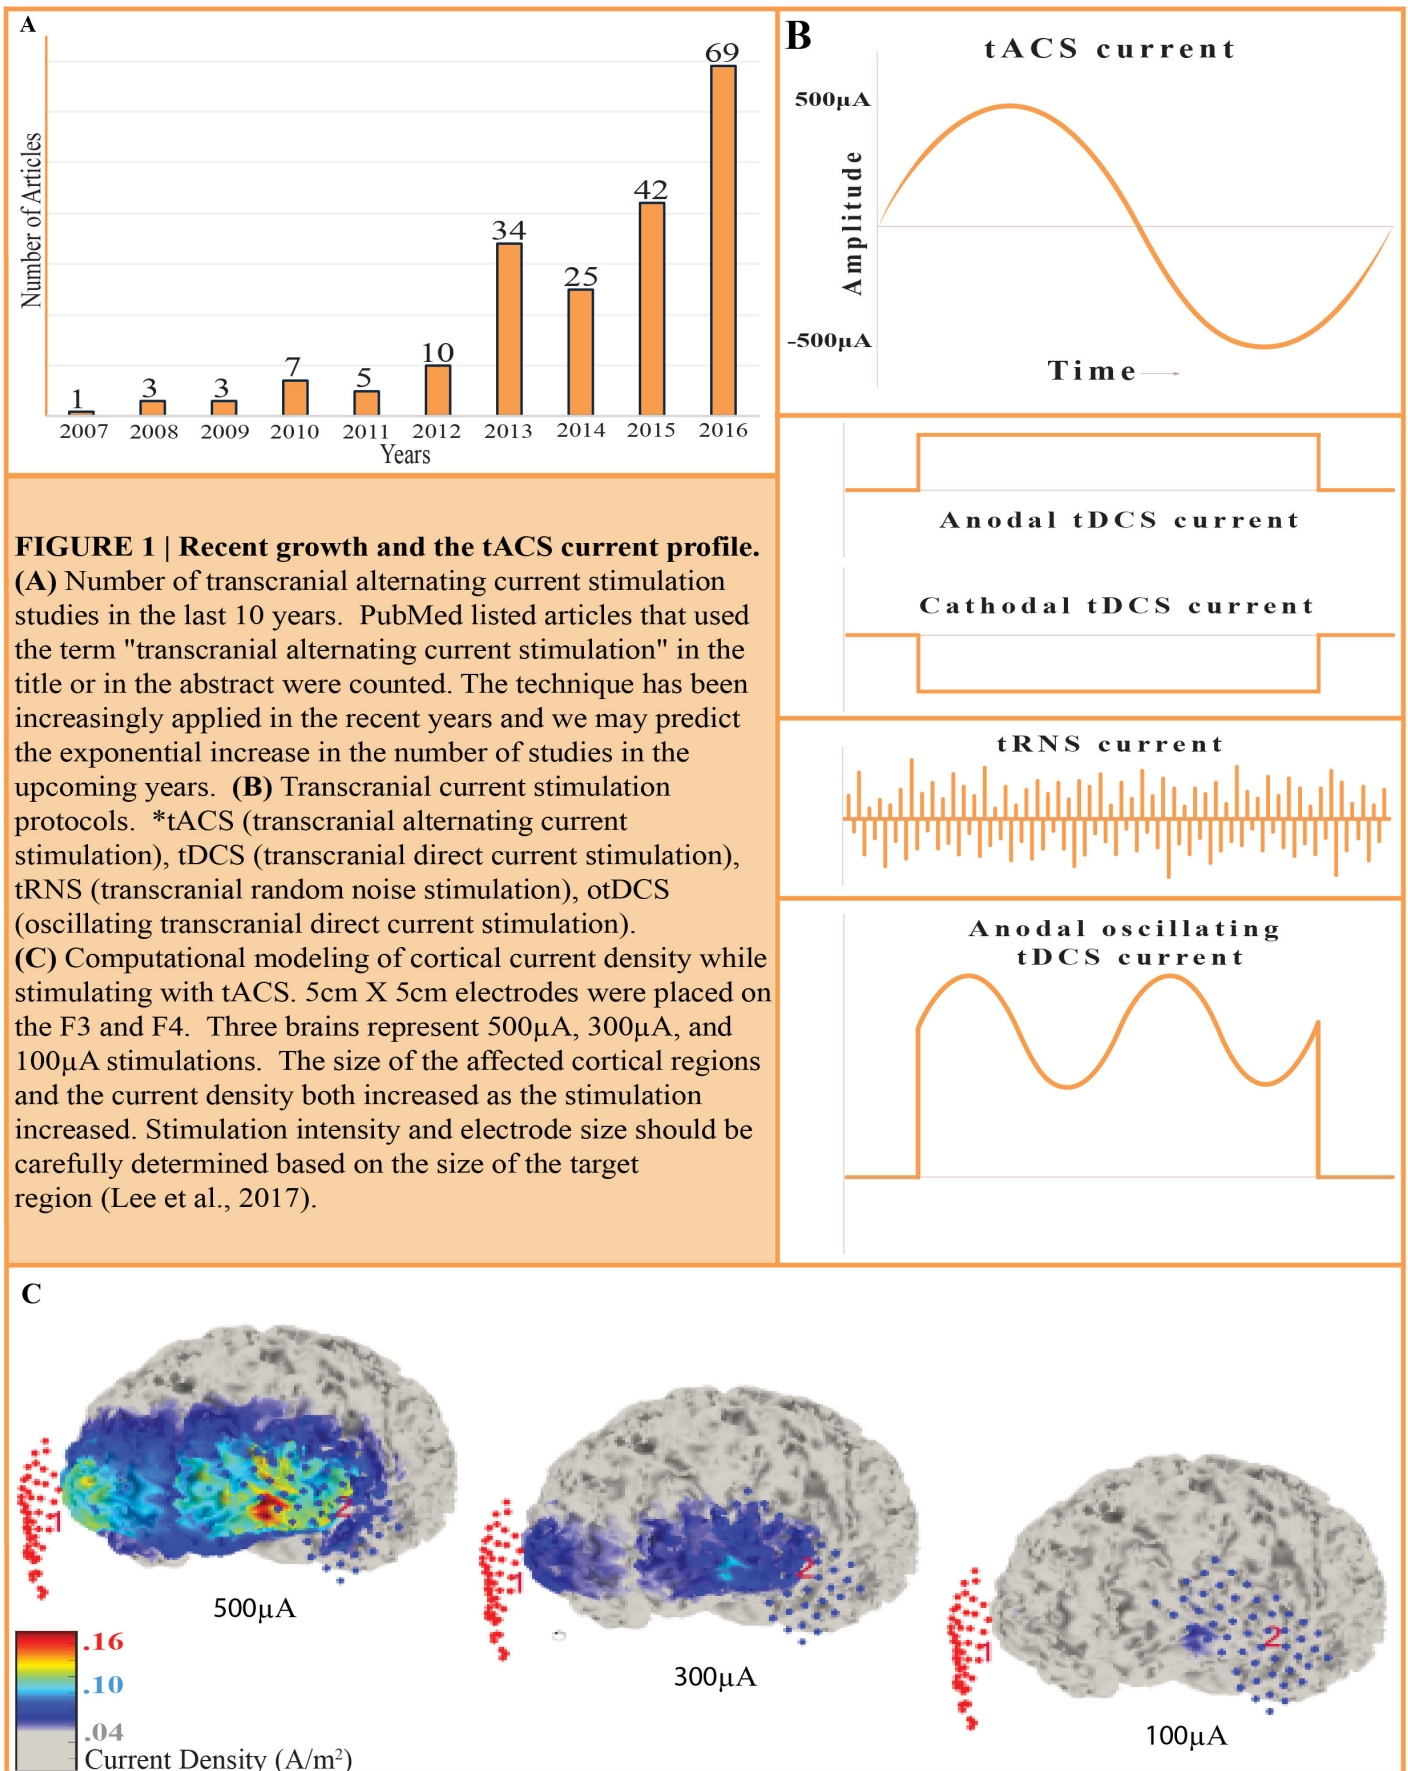 A
Number of Articles
1
3
3
7
5
10
34
25
42
69
2007 2008 2009 2010 2011 2012 2013 2014 2015 2016
Years
FIGURE 1 | Recent growth and the tACS current profile.
(A) Number of transcranial alternating current stimulation
studies in the last 10 years. PubMed listed articles that used
the term "transcranial alternating current stimulation" in the
title or in the abstract were counted. The technique has been
increasingly applied in the recent years and we may predict
the exponential increase in the number of studies in the
upcoming years. (B) Transcranial current stimulation
protocols. *tACS (transcranial alternating current
stimulation), tDCS (transcranial direct current stimulation),
tRNS (transcranial random noise stimulation), otDCS
(oscillating transcranial direct current stimulation).
(C) Computational modeling of cortical current density while
stimulating with tACS. 5cm X 5cm electrodes were placed on
the F3 and F4. Three brains represent 500µA, 300µA, and
100µA stimulations. The size of the affected cortical regions
and the current density both increased as the stimulation
increased. Stimulation intensity and electrode size should be
carefully determined based on the size of the target
region (Lee et al., 2017).
B
tACS current
500µA
Amplitude
-500µA
Time
Anodal tDCS current
Cathodal tDCS current
tRNS current
Anodal oscillating
tDCS current
C
1
2
500µA
1
2
300µA
1
2
100µA
.16
.10
.04
Current Density (A/m²)